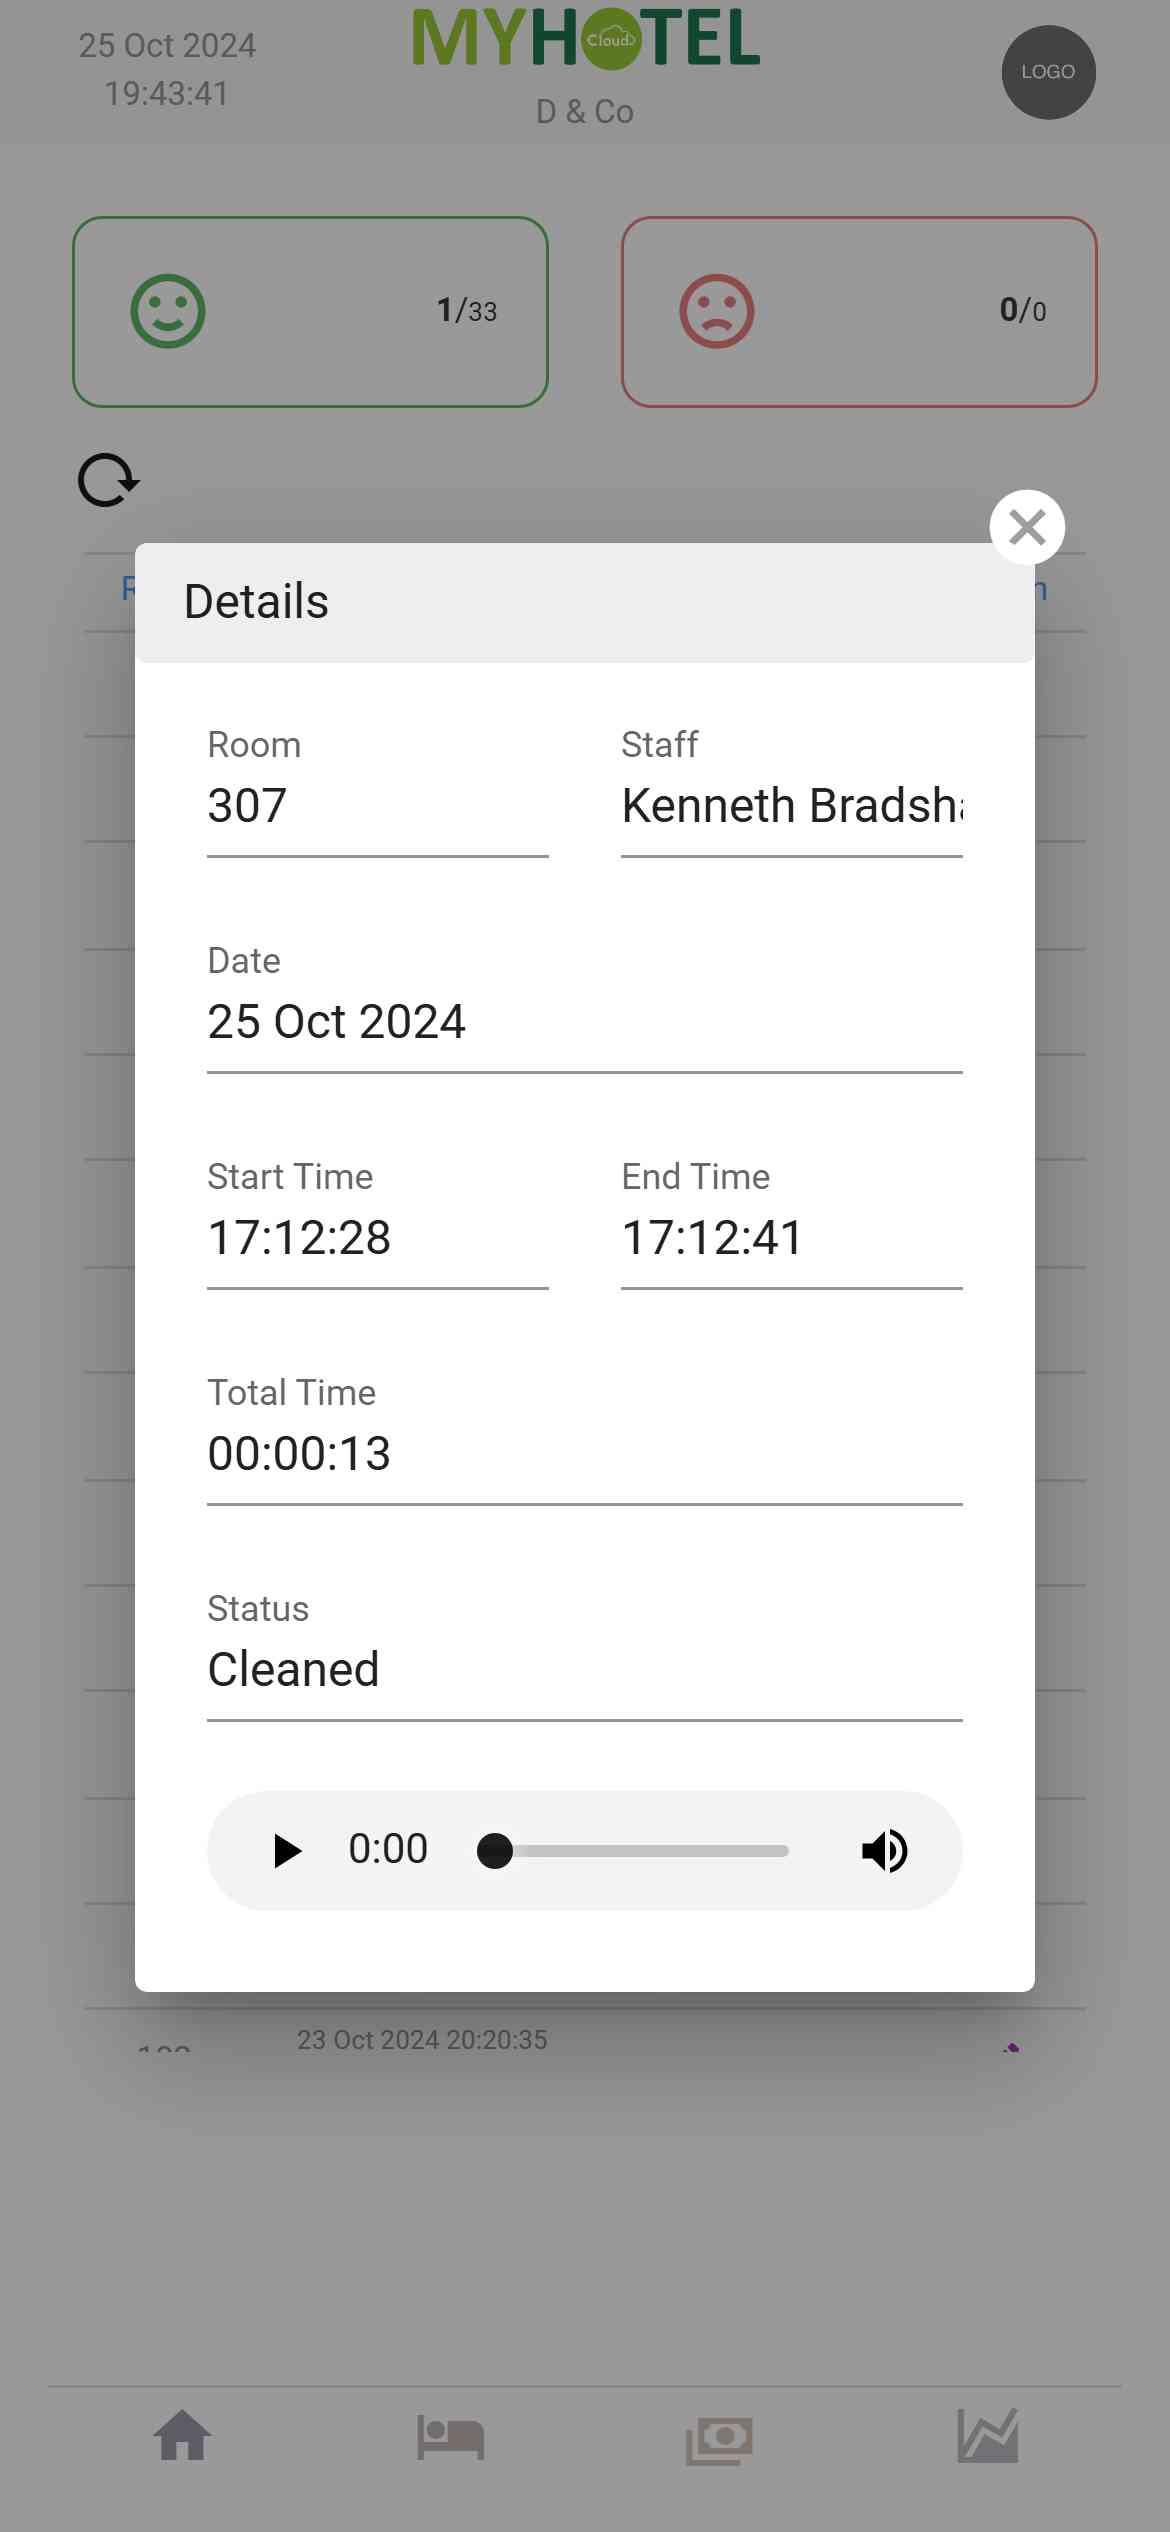 25 Oct 2024
19:43:41
MYHOTEL
Cloud
D & Co
LOGO
1/33
0/0
Details
Room
307
Staff
Kenneth Bradsha
Date
25 Oct 2024
Start Time
17:12:28
End Time
17:12:41
Total Time
00:00:13
Status
Cleaned
0:00
23 Oct 2024 20:20:35